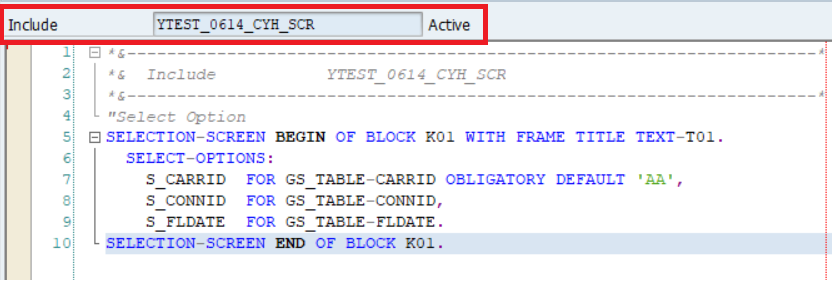 Include YTEST_0614_CYH_SCR Active
1 *&---------------------------------------------------------------------*
2 *& Include YTEST_0614_CYH_SCR
3 *&---------------------------------------------------------------------*
4 "Select Option
5 SELECTION-SCREEN BEGIN OF BLOCK K01 WITH FRAME TITLE TEXT-T01.
6 SELECT-OPTIONS:
7 S_CARRID FOR GS_TABLE-CARRID OBLIGATORY DEFAULT 'AA',
8 S_CONNID FOR GS_TABLE-CONNID,
9 S_FLDATE FOR GS_TABLE-FLDATE.
10 SELECTION-SCREEN END OF BLOCK K01.